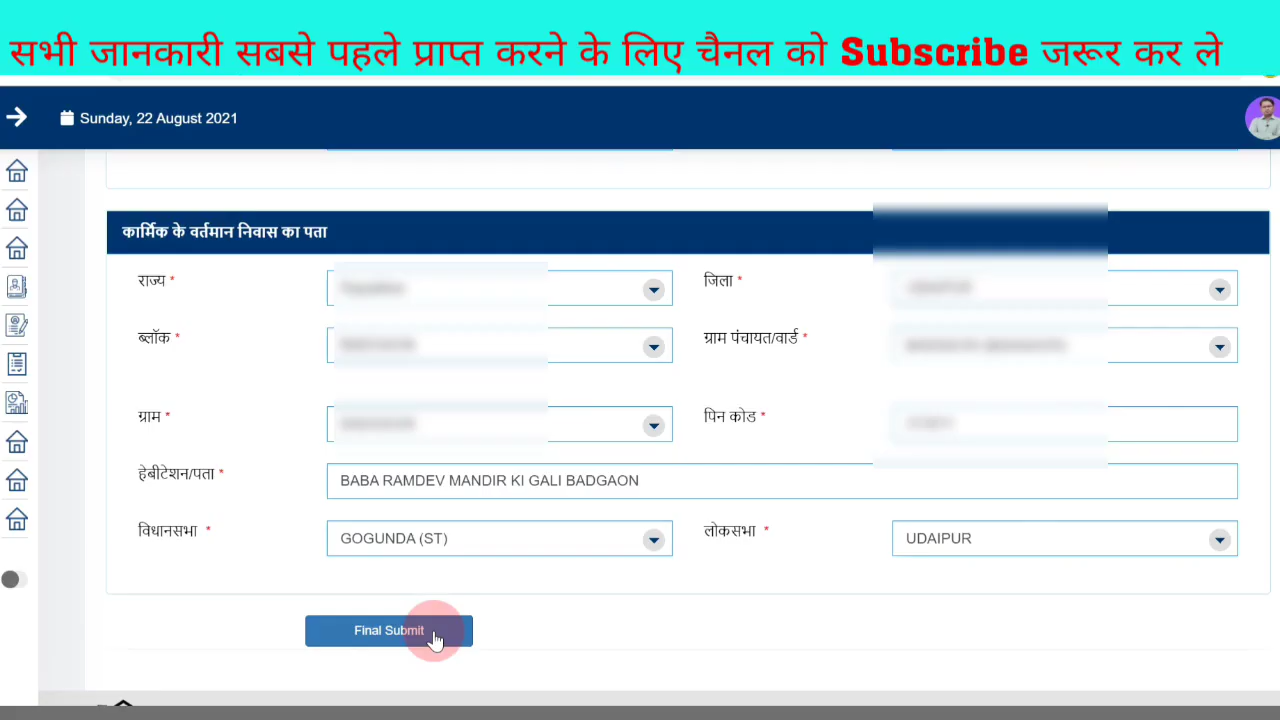 सभी जानकारी सबसे पहले प्राप्त करने के लिए चैनल को Subscribe जरूर कर ले
Sunday, 22 August 2021
कार्मिक के वर्तमान निवास का पता
राज्य * जिला *
ब्लॉक * ग्राम पंचायत/वार्ड *
ग्राम * पिन कोड *
हेबीटेशन/पता * BABA RAMDEV MANDIR KI GALI BADGAON
विधानसभा * GOGUNDA (ST) लोकसभा * UDAIPUR
Final Submit